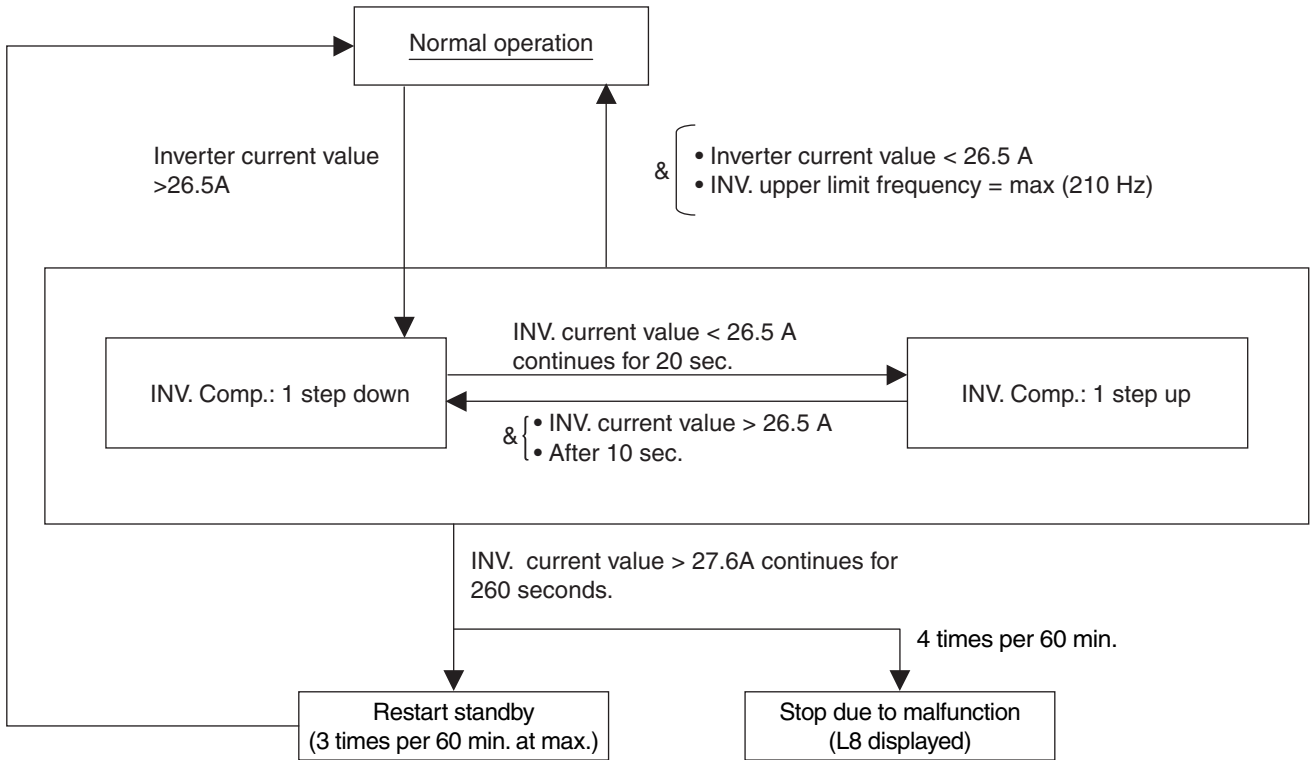 Normal operation
Inverter current value
>26.5A
&
• Inverter current value < 26.5 A
• INV. upper limit frequency = max (210 Hz)
INV. current value < 26.5 A
continues for 20 sec.
INV. Comp.: 1 step down
INV. Comp.: 1 step up
&
• INV. current value > 26.5 A
• After 10 sec.
INV. current value > 27.6A continues for
260 seconds.
4 times per 60 min.
Restart standby
(3 times per 60 min. at max.)
Stop due to malfunction
(L8 displayed)